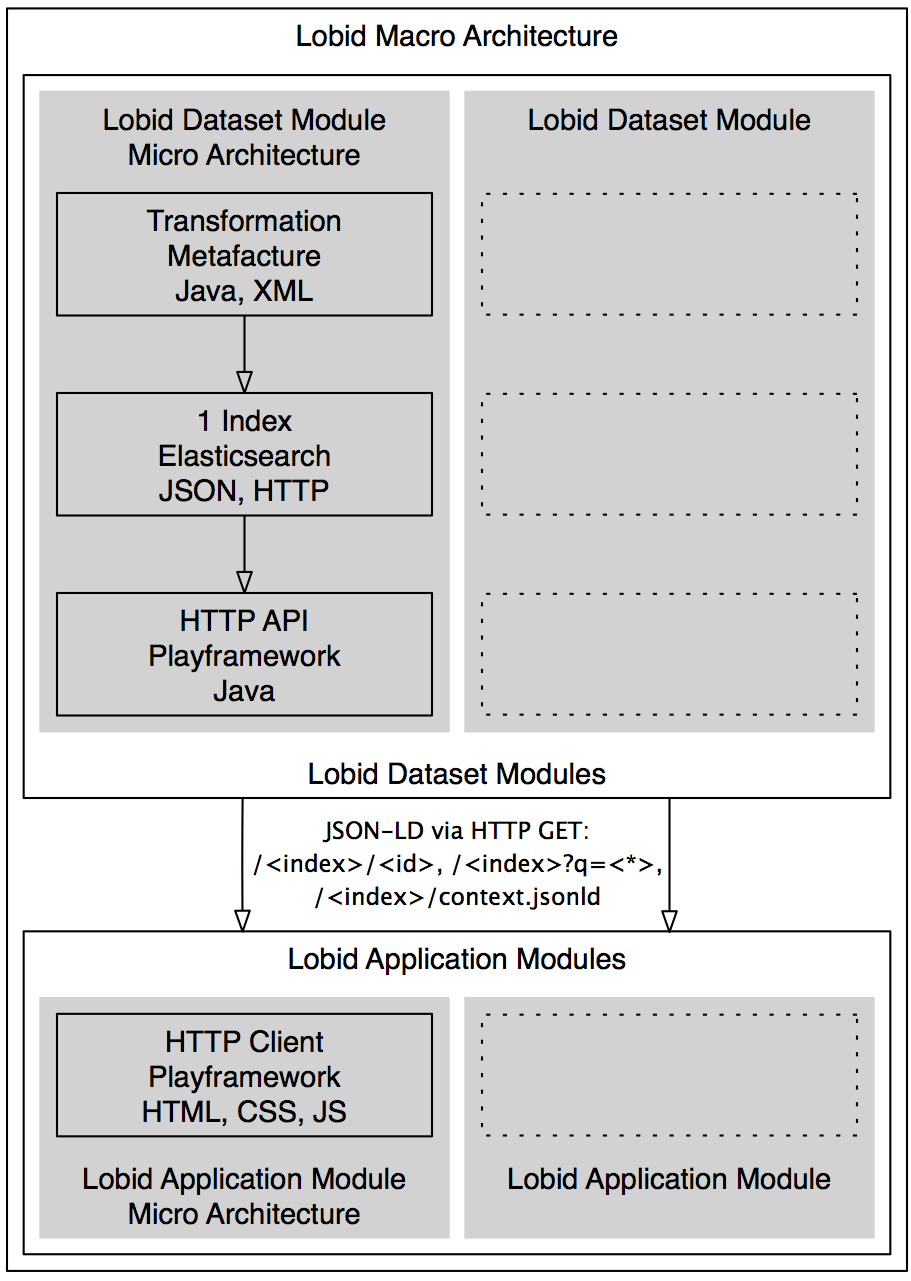 Lobid Macro Architecture
Lobid Dataset Module
Micro Architecture
Lobid Dataset Module
Transformation
Metafacture
Java, XML
1 Index
Elasticsearch
JSON, HTTP
HTTP API
Playframework
Java
Lobid Dataset Modules
JSON-LD via HTTP GET:
/<index>/<id>, /<index>?q=<*>,
/<index>/context.jsonld
Lobid Application Modules
HTTP Client
Playframework
HTML, CSS, JS
Lobid Application Module
Micro Architecture
Lobid Application Module